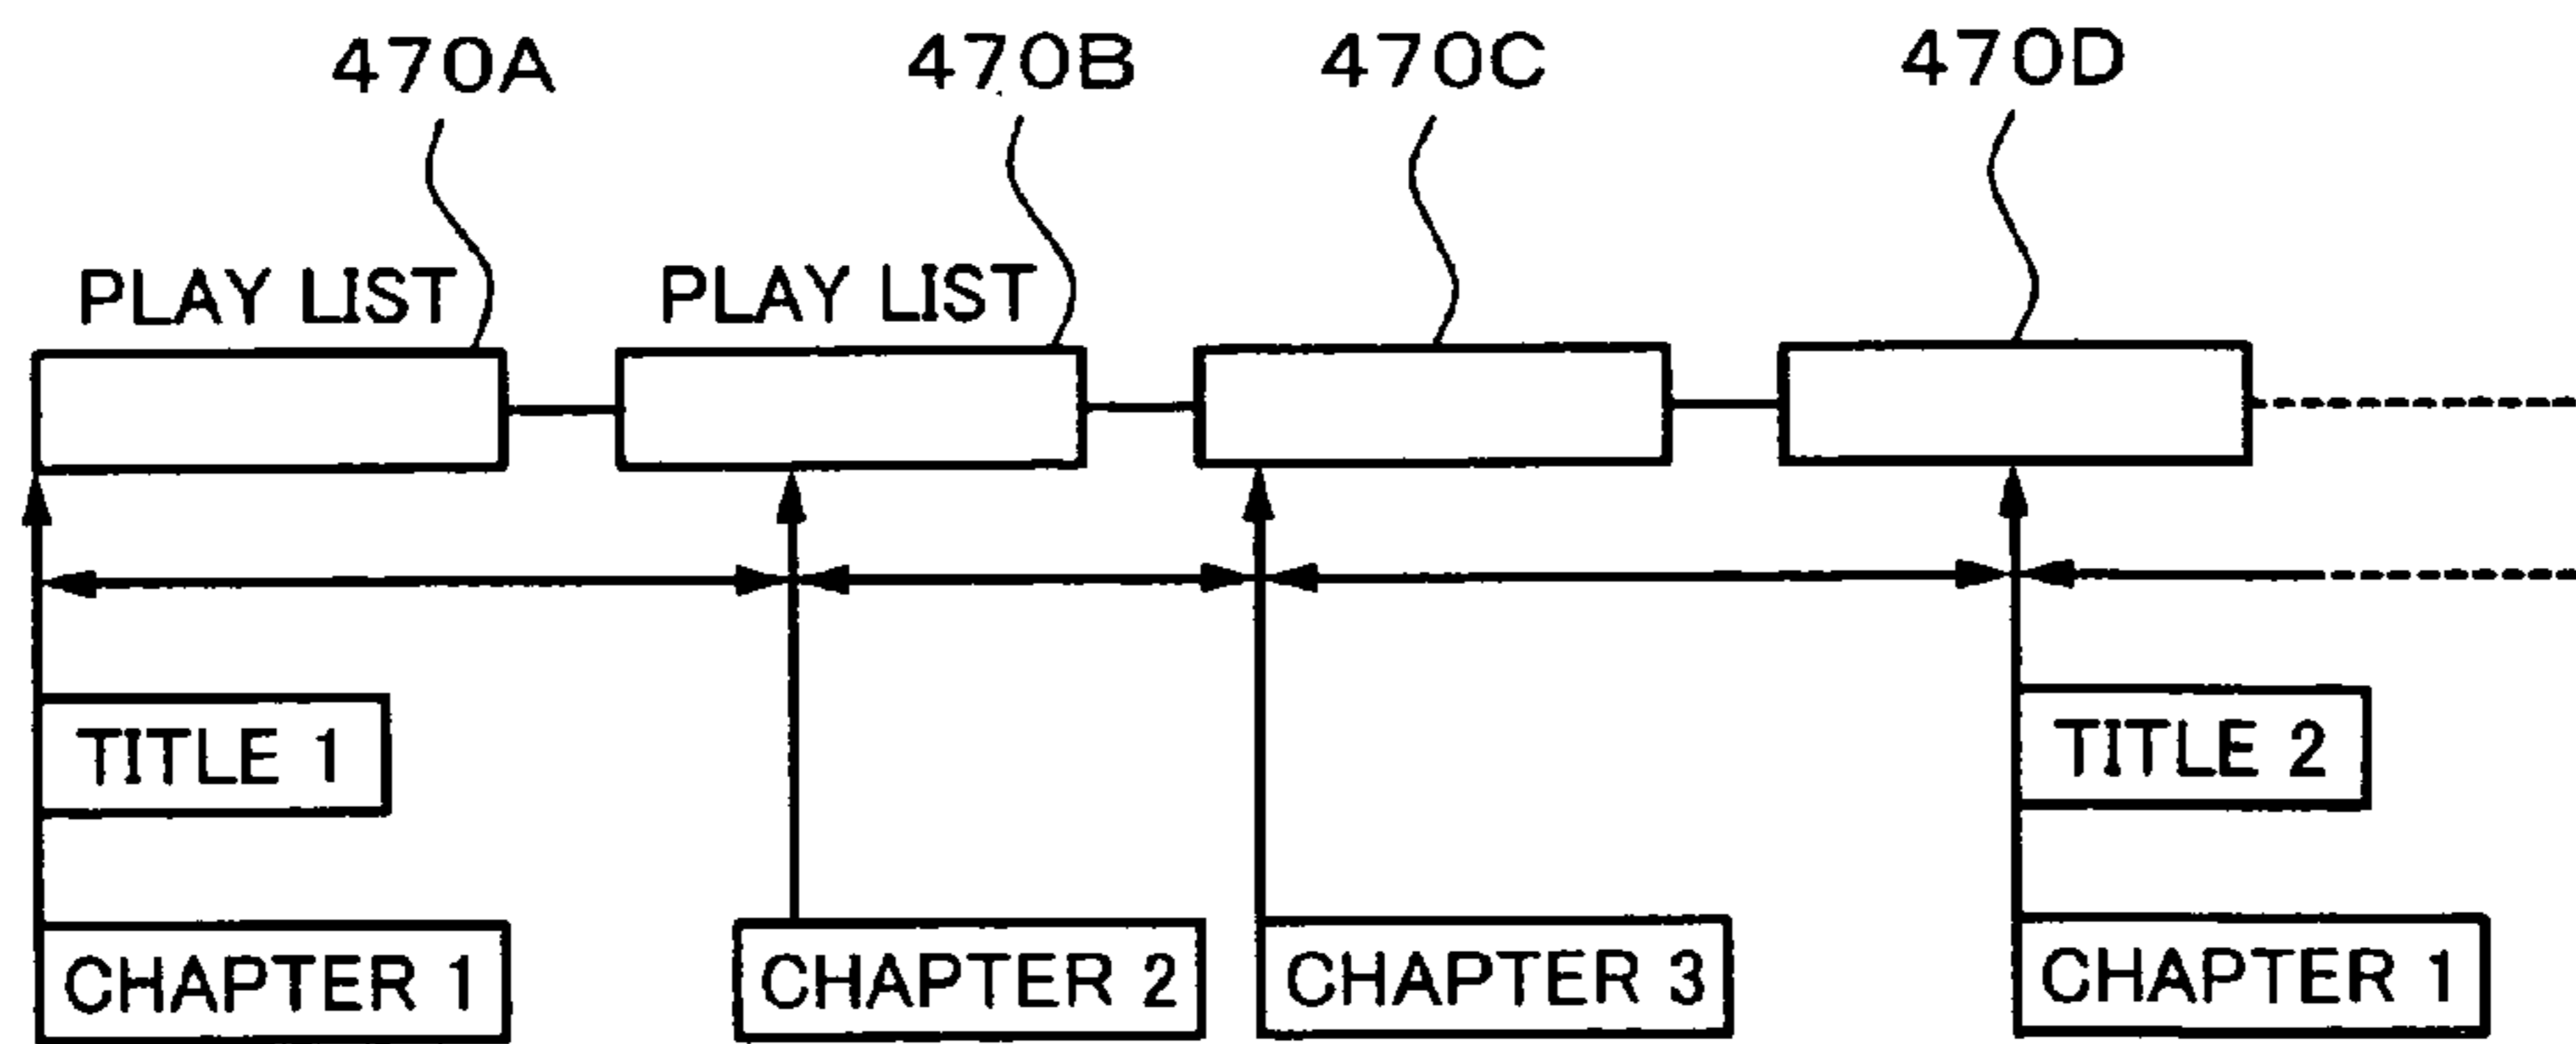 470A 470B 470C 470D
PLAY LIST PLAY LIST
TITLE 1 TITLE 2
CHAPTER 1 CHAPTER 2 CHAPTER 3 CHAPTER 1